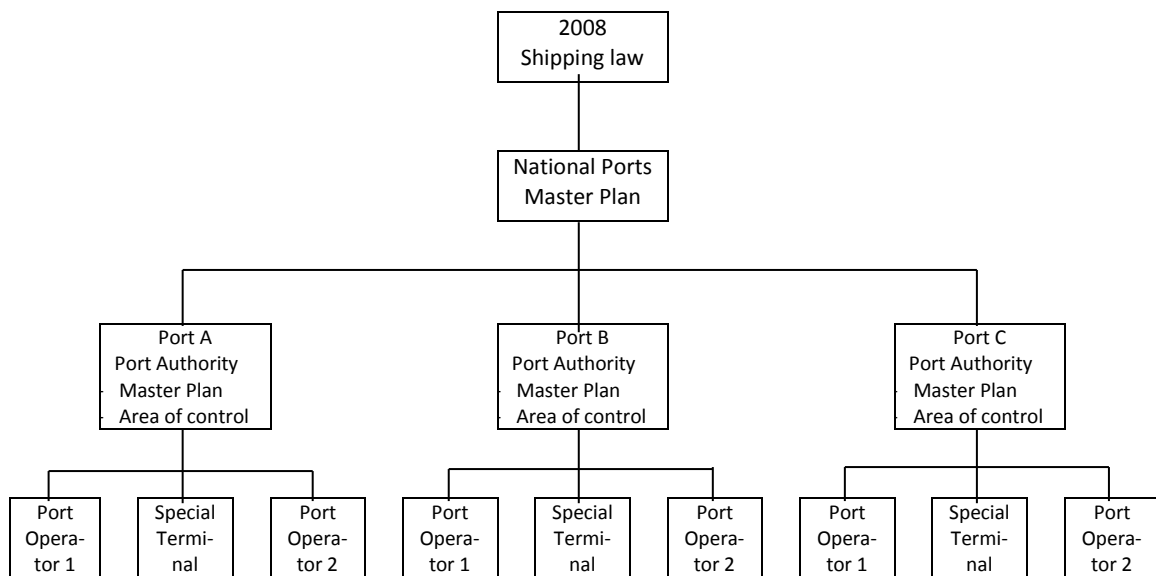 2008
Shipping law
National Ports
Master Plan
Port A
Port Authority
- Master Plan
- Area of control
Port B
Port Authority
- Master Plan
- Area of control
Port C
Port Authority
- Master Plan
- Area of control
Port
Opera-
tor 1
Special
Termi-
nal
Port
Opera-
tor 2
Port
Opera-
tor 1
Special
Termi-
nal
Port
Opera-
tor 2
Port
Opera-
tor 1
Special
Termi-
nal
Port
Opera-
tor 2